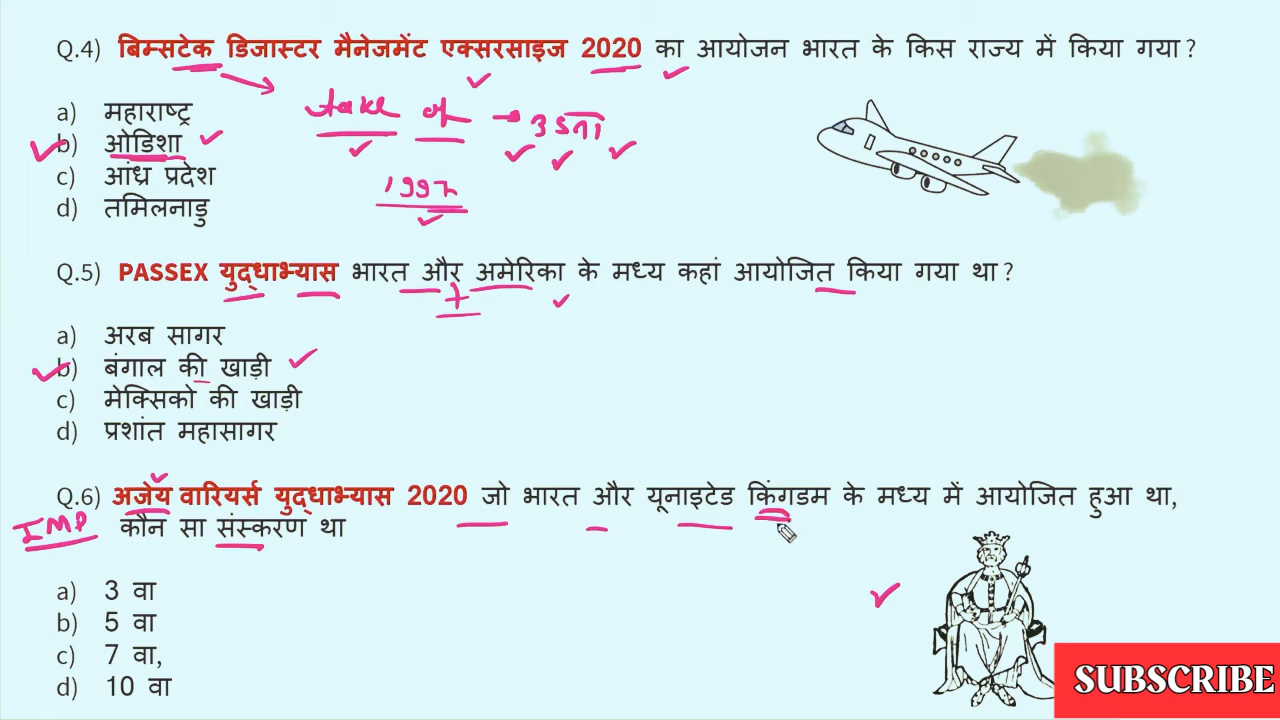 Q.4) बिम्सटेक डिजास्टर मैनेजमेंट एक्सरसाइज 2020 का आयोजन भारत के किस राज्य में किया गया?
a) महाराष्ट्र
take of → 3
b) ओडिशा
c) आंध्र प्रदेश
1997
d) तमिलनाडु
Q.5) PASSEX युद्धाभ्यास भारत और अमेरिका के मध्य कहां आयोजित किया गया था?
+
a) अरब सागर
b) बंगाल की खाड़ी
c) मेक्सिको की खाड़ी
d) प्रशांत महासागर
Q.6) अजेय वारियर्स युद्धाभ्यास 2020 जो भारत और यूनाइटेड किंगडम के मध्य में आयोजित हुआ था,
IMP कौन सा संस्करण था
a) 3 वा
b) 5 वा
c) 7 वा,
d) 10 वा
SUBSCRIBE